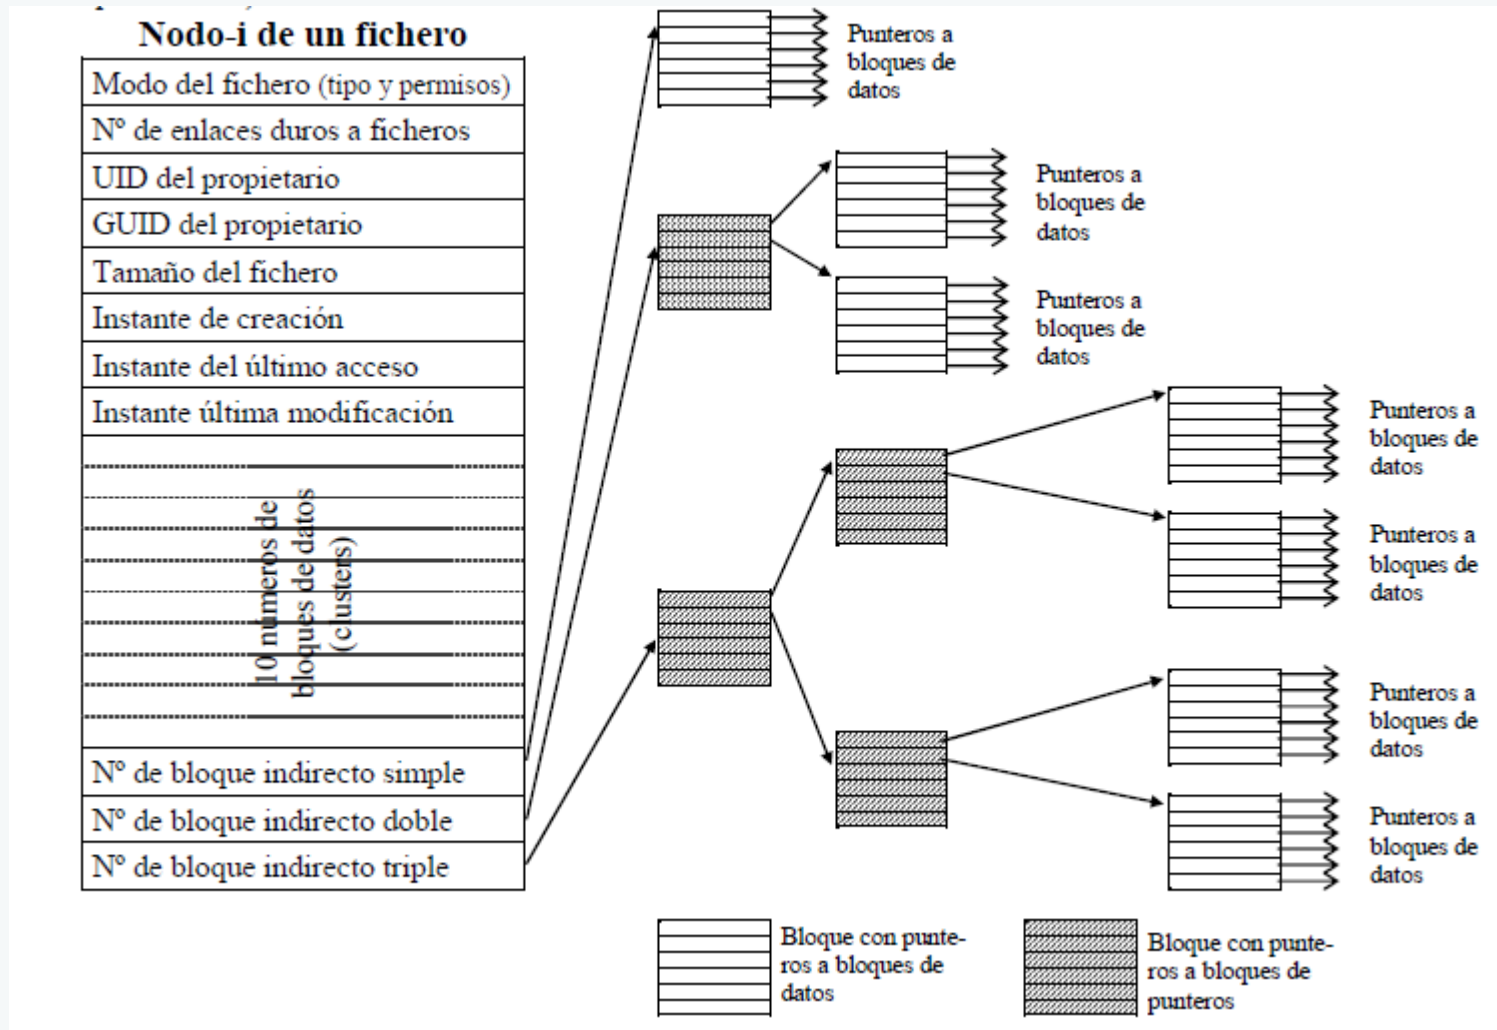 Nodo-i de un fichero
Modo del fichero (tipo y permisos)
Nº de enlaces duros a ficheros
UID del propietario
GUID del propietario
Tamaño del fichero
Instante de creación
Instante del último acceso
Instante última modificación
10 números de
bloques de datos
(clusters)
Nº de bloque indirecto simple
Nº de bloque indirecto doble
Nº de bloque indirecto triple
Punteros a
bloques de
datos
Punteros a
bloques de
datos
Punteros a
bloques de
datos
Punteros a
bloques de
datos
Punteros a
bloques de
datos
Punteros a
bloques de
datos
Punteros a
bloques de
datos
Bloque con punte-
ros a bloques de
datos
Bloque con punte-
ros a bloques de
punteros